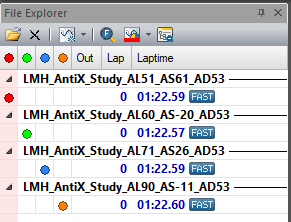 File Explorer
Out Lap Laptime
LMH_AntiX_Study_AL51_AS61_AD53
0 01:22.59 FAST
LMH_AntiX_Study_AL60_AS-20_AD53
0 01:22.57 FAST
LMH_AntiX_Study_AL71_AS26_AD53
0 01:22.59 FAST
LMH_AntiX_Study_AL90_AS-11_AD53
0 01:22.60 FAST